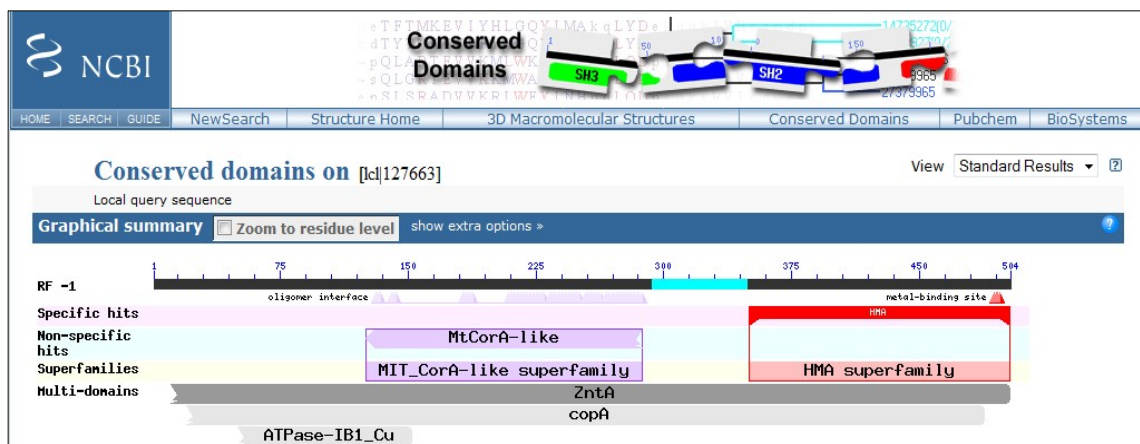 NCBI
Conserved
Domains
SH3
SH2
HOME SEARCH GUIDE NewSearch Structure Home 3D Macromolecular Structures Conserved Domains Pubchem BioSystems
Conserved domains on [lcl|127663]
View Standard Results
Local query sequence
Graphical summary Zoom to residue level show extra options »
1 75 150 225 300 375 450 504
RF -1
oligomer interface metal-binding site
Specific hits HMA
Non-specific
hits
MtCorA-like
Superfamilies MIT_CorA-like superfamily HMA superfamily
Multi-domains ZntA
copA
ATPase-IB1_Cu